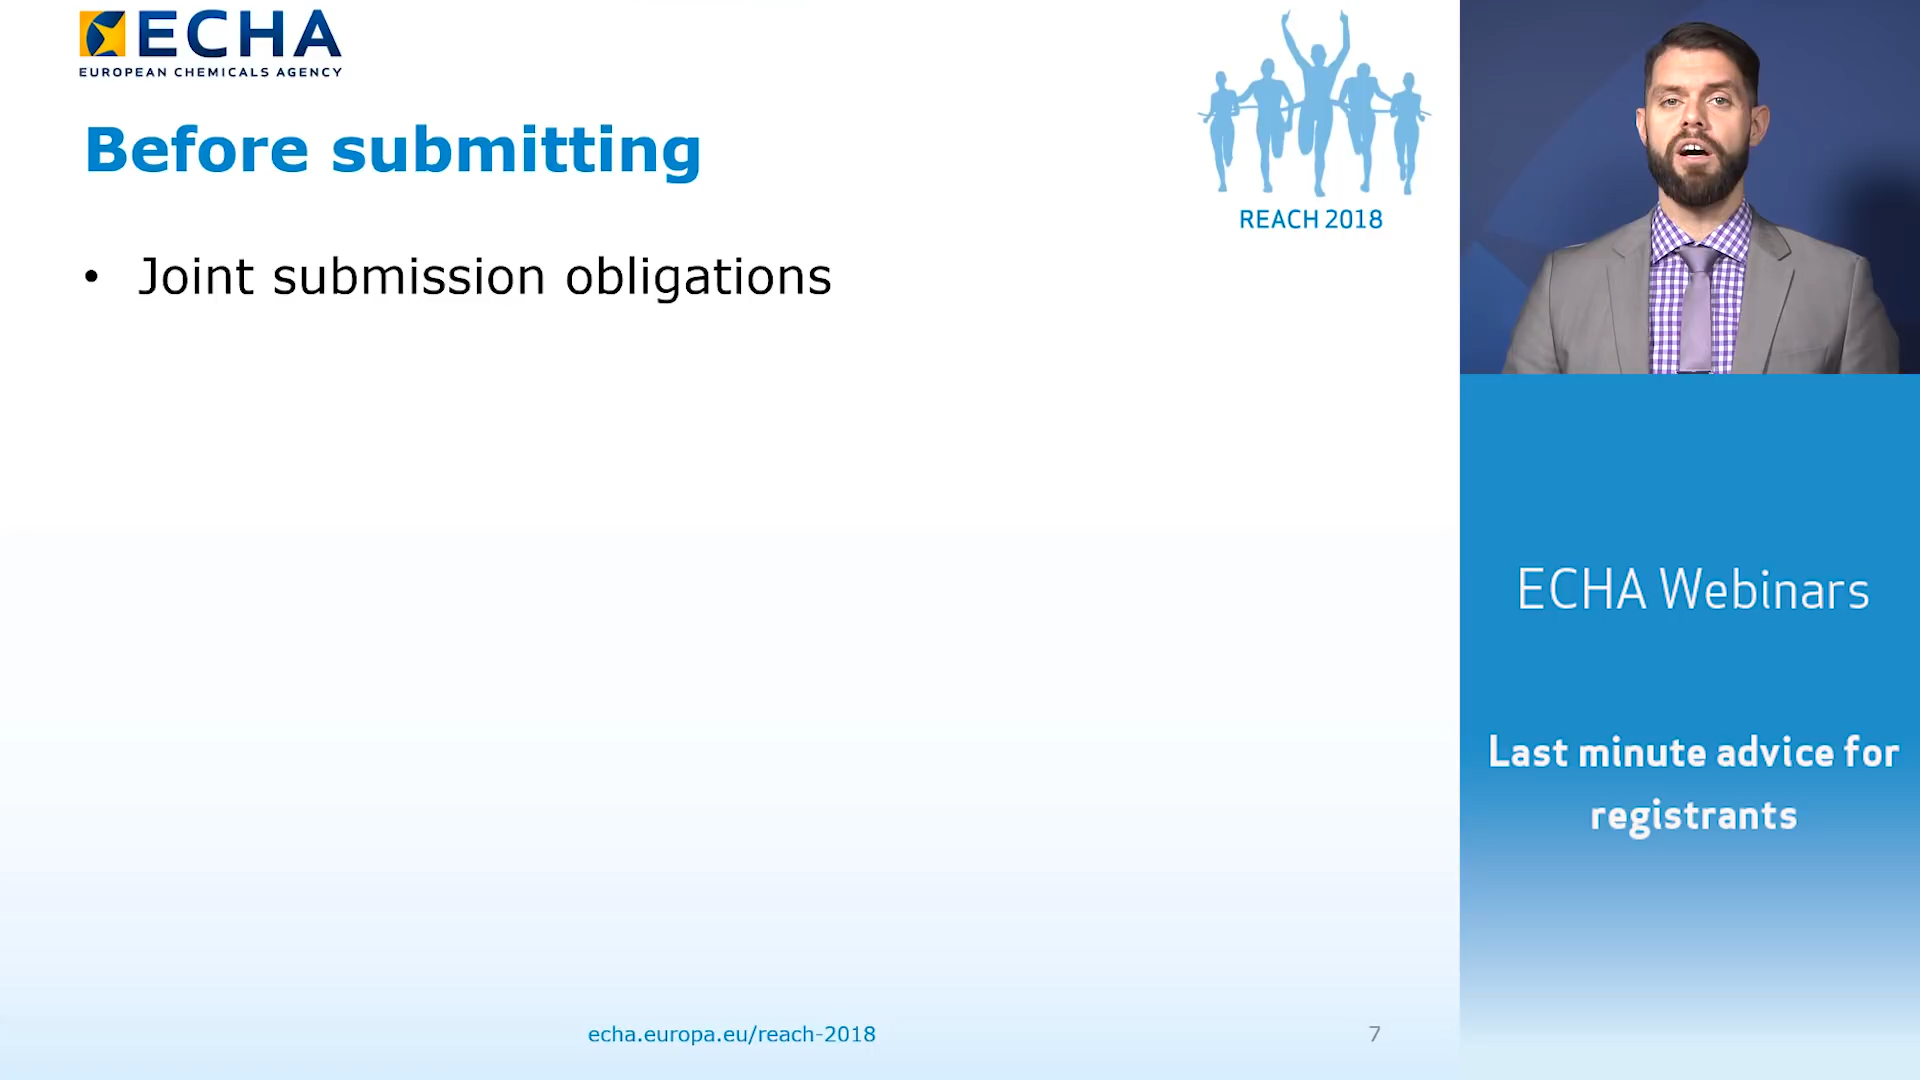 ECHA
EUROPEAN CHEMICALS AGENCY
REACH 2018
Before submitting
• Joint submission obligations
ECHA Webinars
Last minute advice for
registrants
echa.europa.eu/reach-2018
7